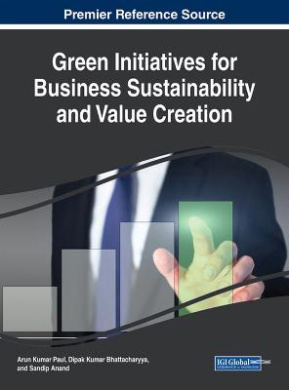 Premier Reference Source
Green Initiatives for
Business Sustainability
and Value Creation
Arun Kumar Paul, Dipak Kumar Bhattacharyya,
and Sandip Anand
IGI Global